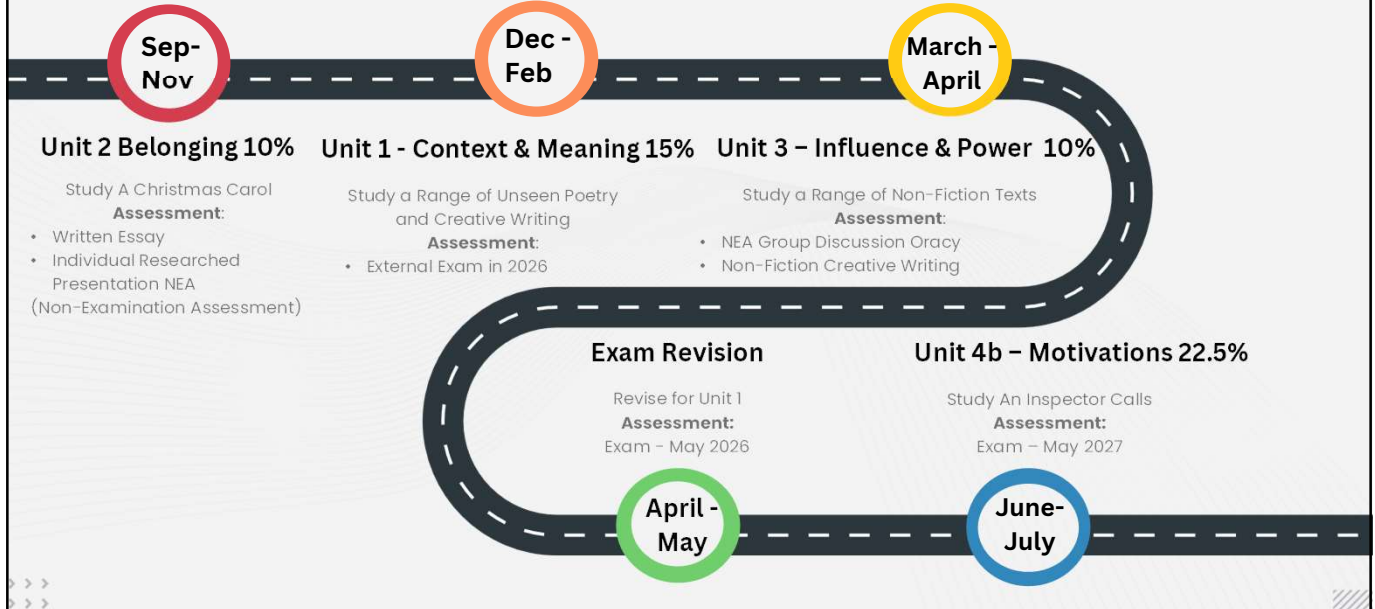 Sep-
Nov
Dec -
Feb
March -
April
Unit 2 Belonging 10%
Study A Christmas Carol
Assessment:
• Written Essay
• Individual Researched
Presentation NEA
(Non-Examination Assessment)
Unit 1 - Context & Meaning 15%
Study a Range of Unseen Poetry
and Creative Writing
Assessment:
• External Exam in 2026
Unit 3 – Influence & Power 10%
Study a Range of Non-Fiction Texts
Assessment:
• NEA Group Discussion Oracy
• Non-Fiction Creative Writing
Exam Revision
Revise for Unit 1
Assessment:
Exam - May 2026
April -
May
Unit 4b – Motivations 22.5%
Study An Inspector Calls
Assessment:
Exam – May 2027
June-
July